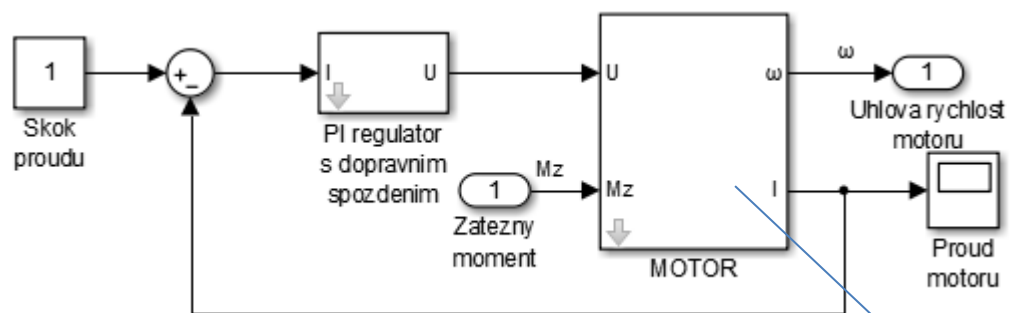 1
Skok
proudu
+
−
I
U
PI regulator
s dopravnim
spozdenim
Mz
1
Zatezny
moment
U
Mz
ω
I
MOTOR
ω
1
Uhlova rychlost
motoru
Proud
motoru